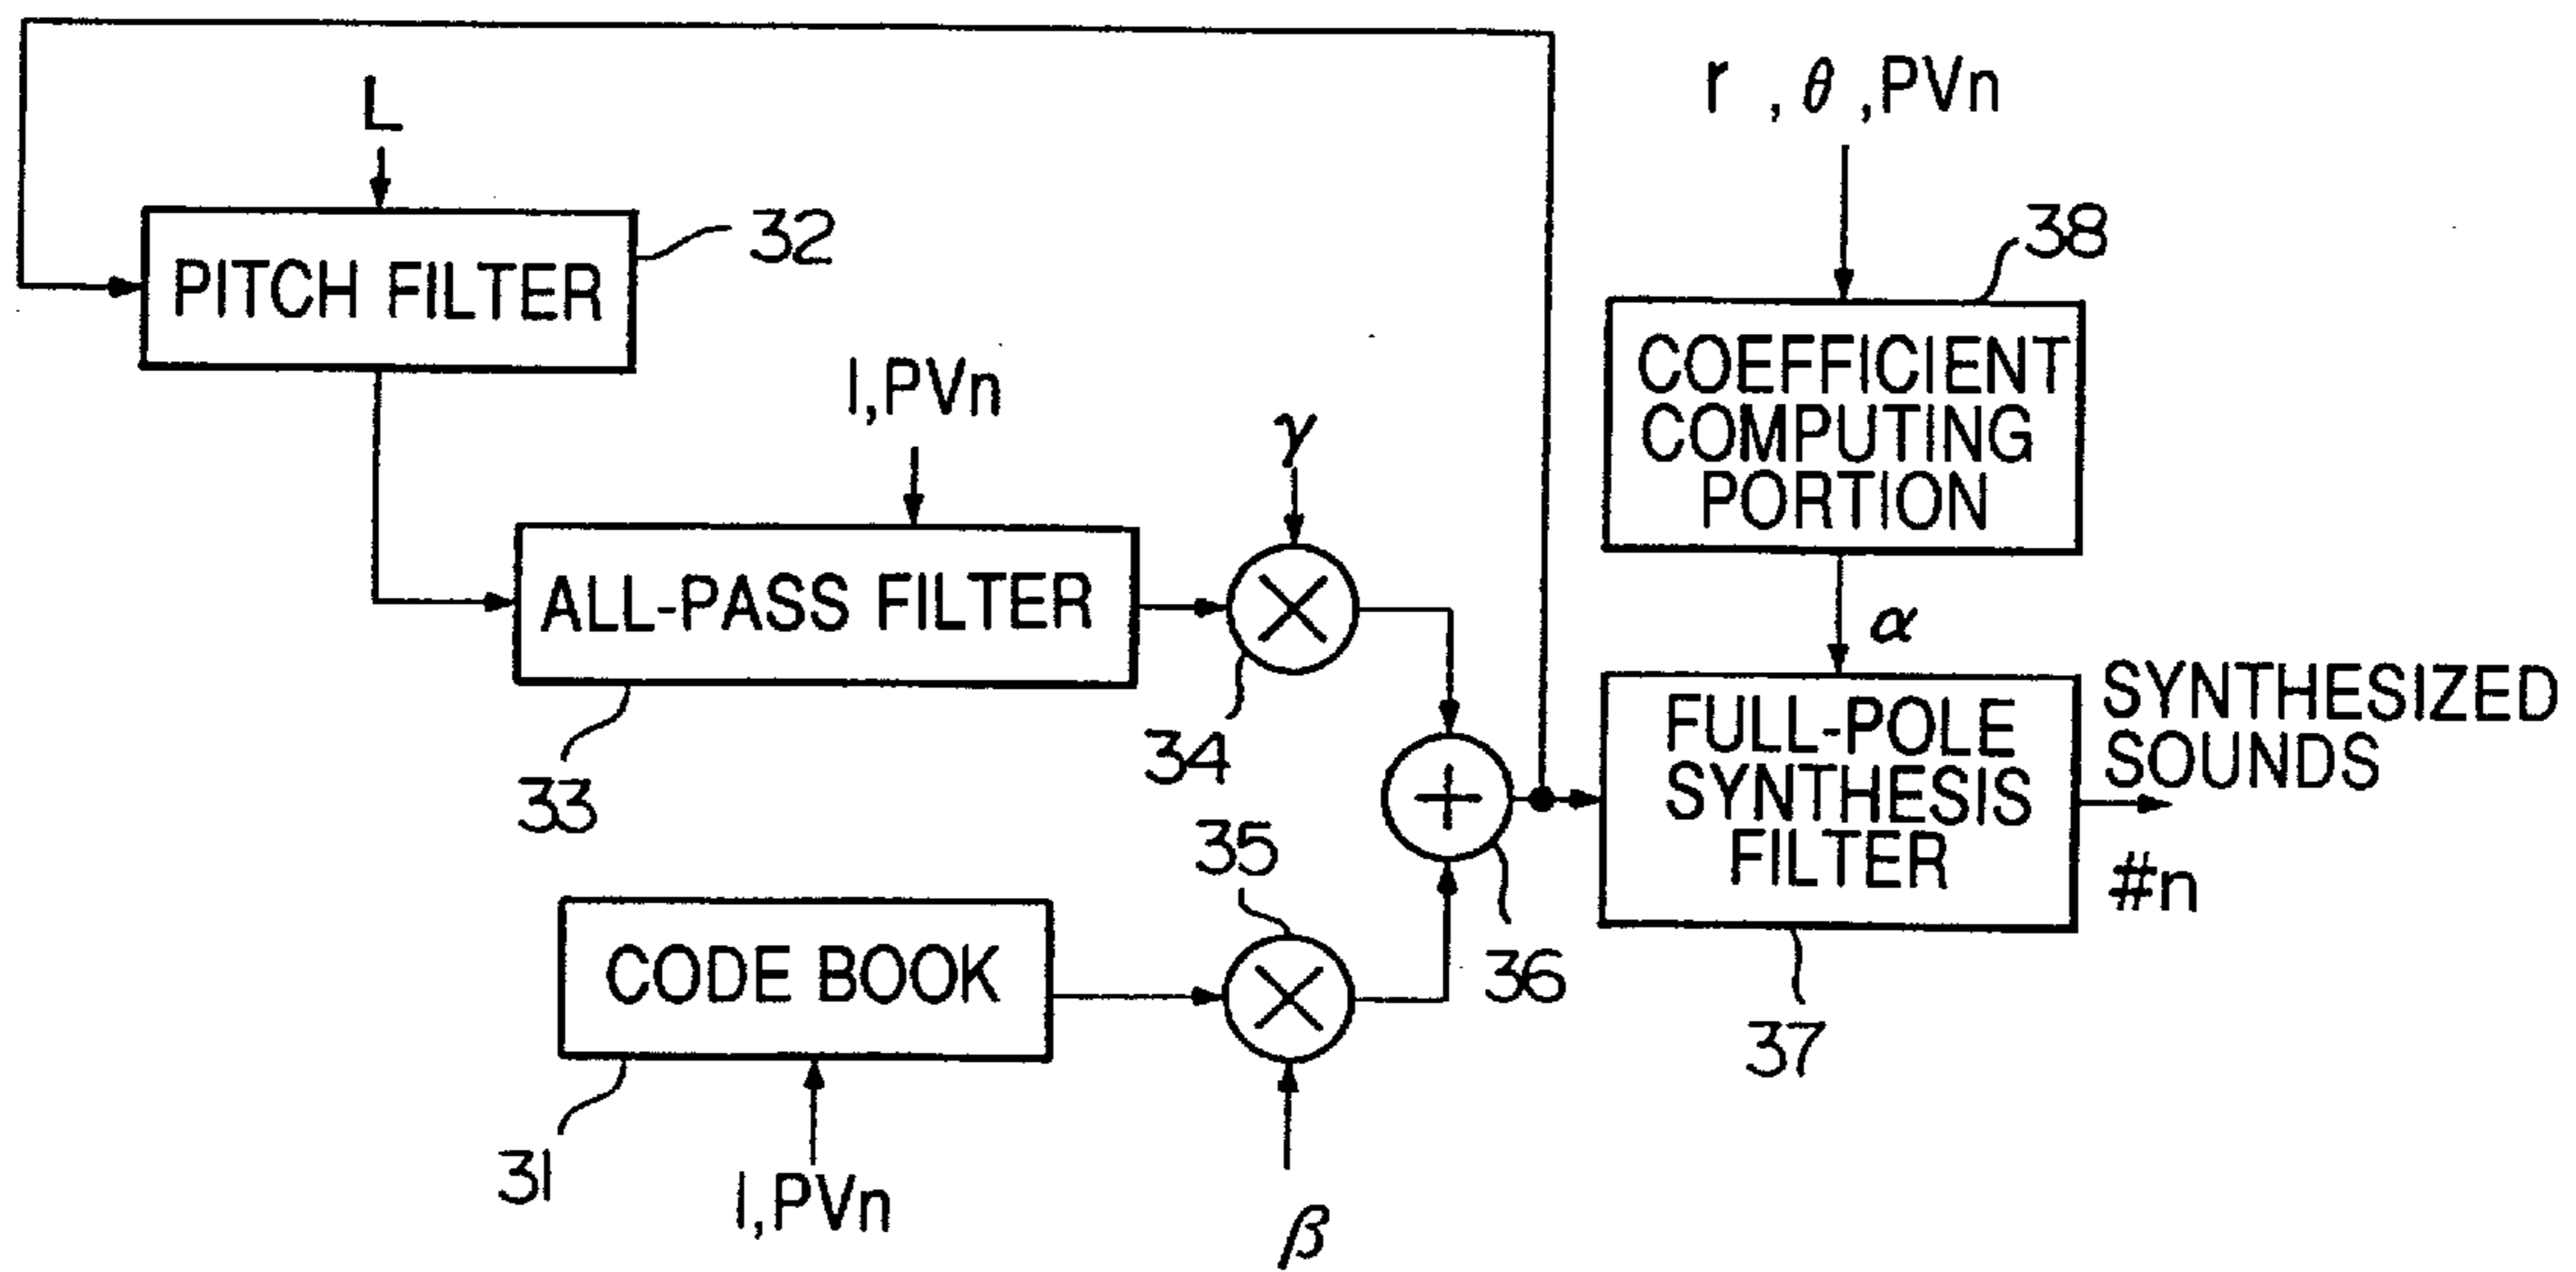 L
r , θ ,PVn
32
PITCH FILTER
38
COEFFICIENT
COMPUTING
PORTION
I,PVn
γ
ALL-PASS FILTER
α
34
33
FULL-POLE
SYNTHESIS
FILTER
SYNTHESIZED
SOUNDS
#n
35
36
CODE BOOK
37
31
I,PVn
β